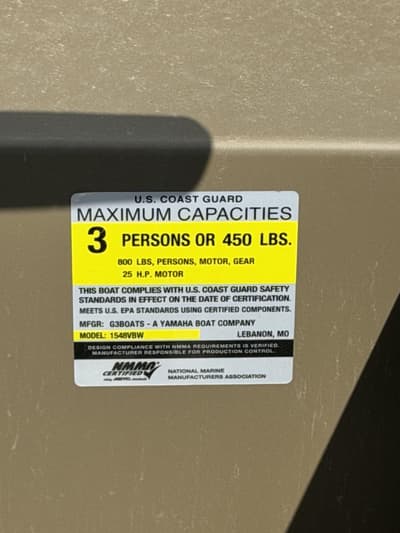 U.S. COAST GUARD
MAXIMUM CAPACITIES
3 PERSONS OR 450 LBS.
800 LBS, PERSONS, MOTOR, GEAR
25 H.P. MOTOR
THIS BOAT COMPLIES WITH U.S. COAST GUARD SAFETY
STANDARDS IN EFFECT ON THE DATE OF CERTIFICATION.
MEETS U.S. EPA STANDARDS USING CERTIFIED COMPONENTS.
MFGR: G3BOATS - A YAMAHA BOAT COMPANY
MODEL: 1548VBW LEBANON, MO
DESIGN COMPLIANCE WITH NMMA REQUIREMENTS IS VERIFIED.
MANUFACTURER RESPONSIBLE FOR PRODUCTION CONTROL.
NMMA
CERTIFIED
NATIONAL MARINE
MANUFACTURERS ASSOCIATION